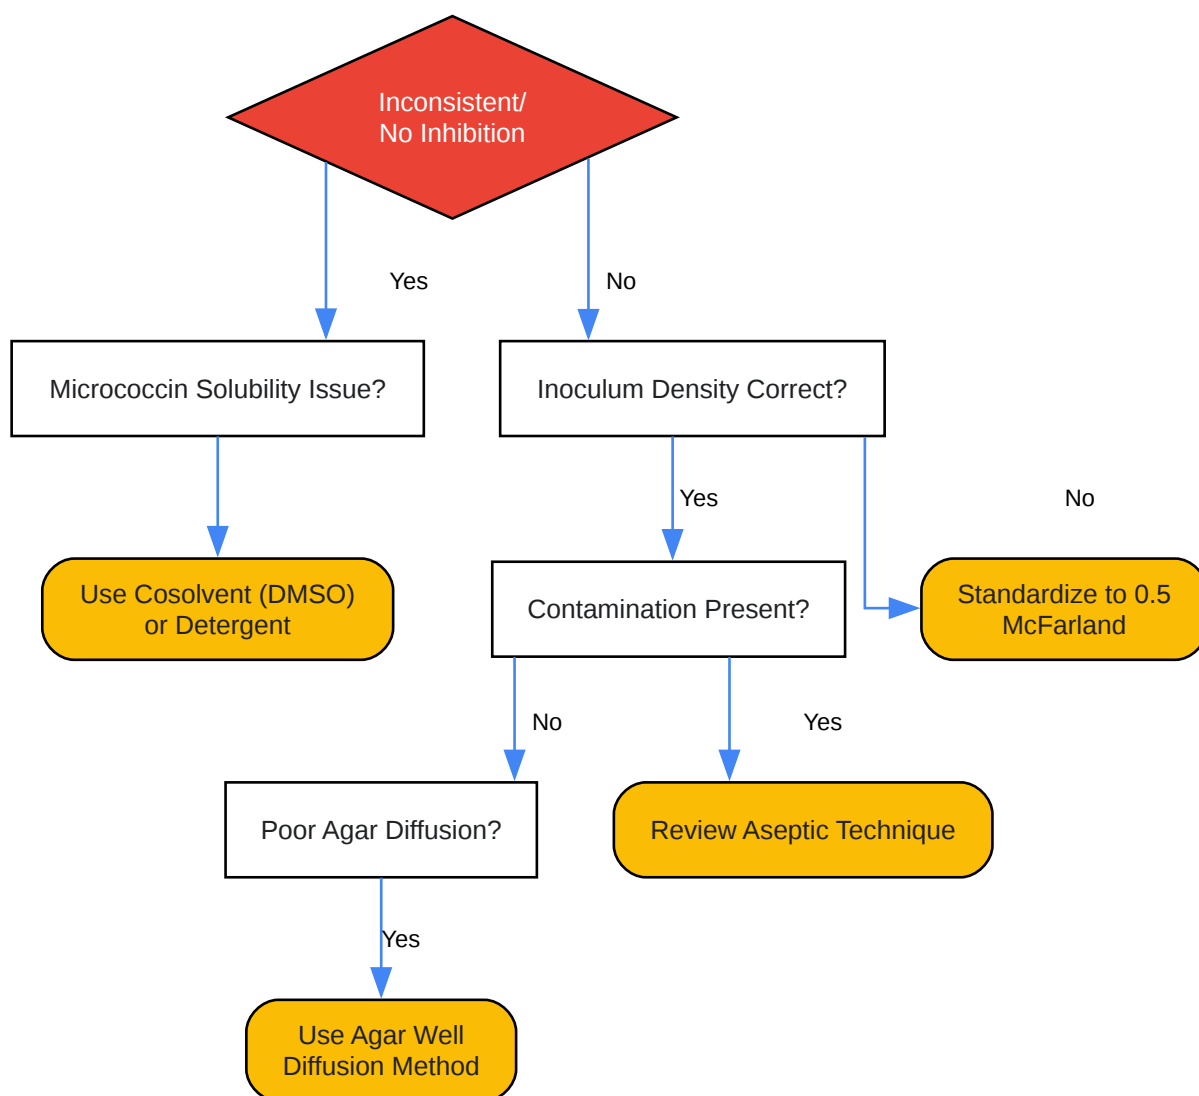 Inconsistent/
No Inhibition
Yes
No
Micrococcin Solubility Issue?
Inoculum Density Correct?
Yes
No
Use Cosolvent (DMSO)
or Detergent
Contamination Present?
Standardize to 0.5
McFarland
No
Yes
Poor Agar Diffusion?
Review Aseptic Technique
Yes
Use Agar Well
Diffusion Method